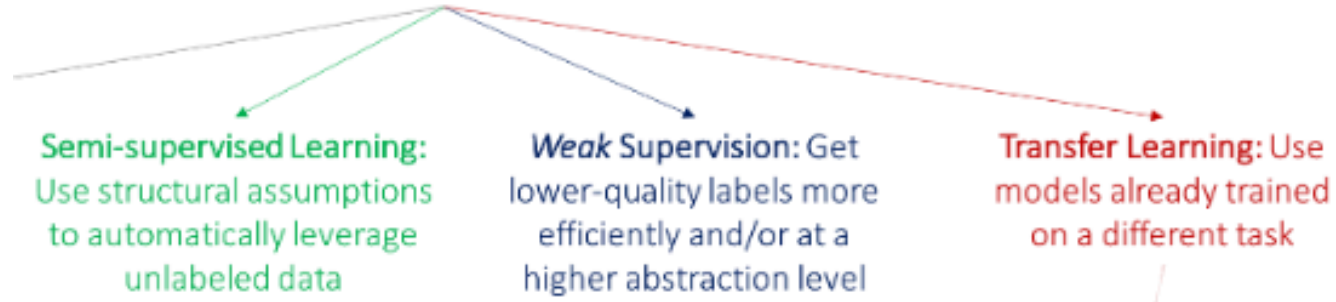 Semi-supervised Learning:
Use structural assumptions
to automatically leverage
unlabeled data
Weak Supervision: Get
lower-quality labels more
efficiently and/or at a
higher abstraction level
Transfer Learning: Use
models already trained
on a different task